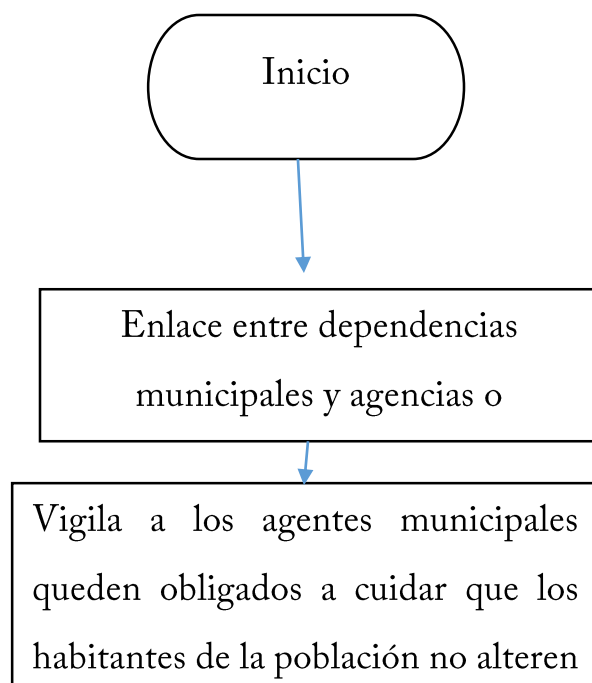 Inicio
Enlace entre dependencias
municipales y agencias o
Vigila a los agentes municipales
queden obligados a cuidar que los
habitantes de la población no alteren